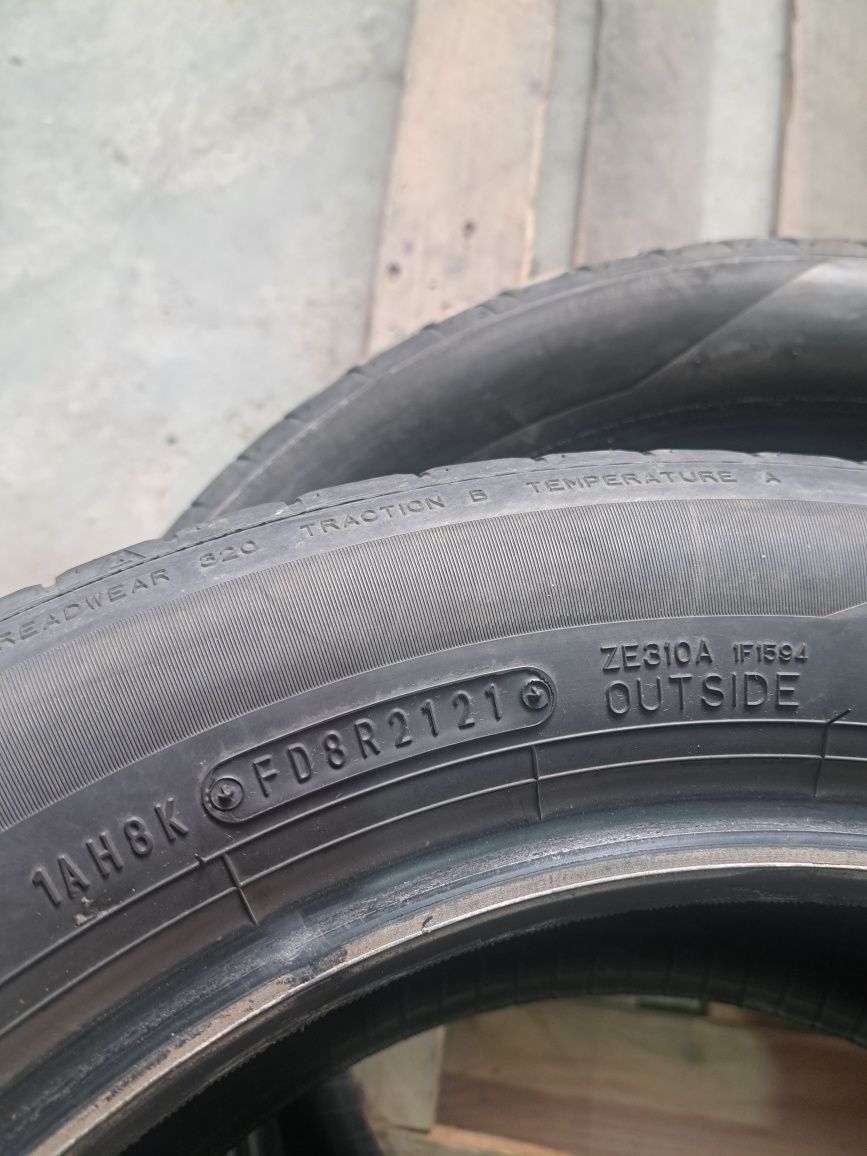 READWEAR 320 TRACTION B TEMPERATURE A
ZE310A 1F1594
OUTSIDE
1AH8K FD8R2121